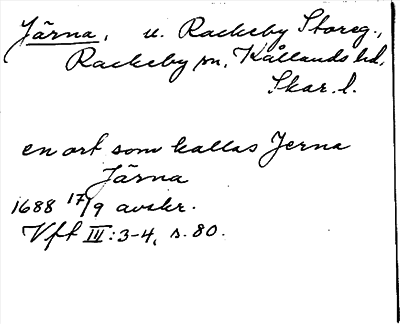 Järna, u. Rackeby Storeg.,
Rackeby sn, Kållands hd,
Skar. l.
en ort som kallas Jerna
Järna
1688 17/9 avskr.
Vft III:3-4, s. 80.